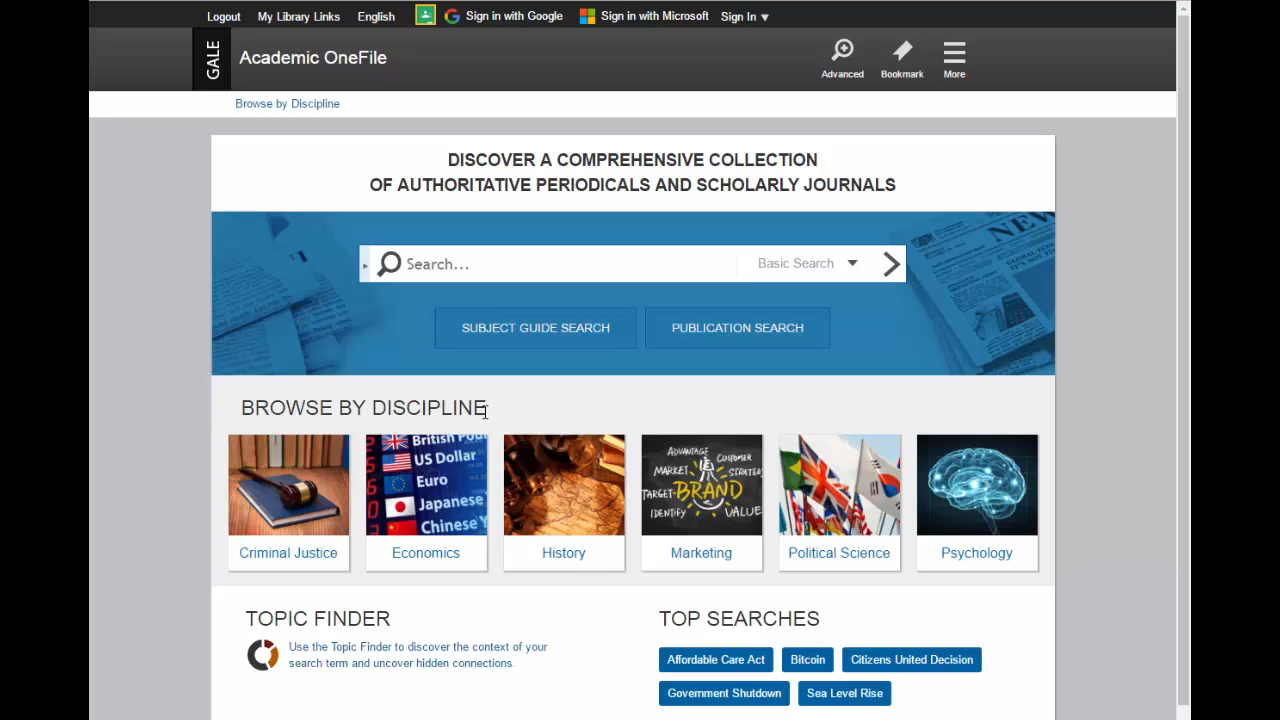 Logout My Library Links English Sign in with Google Sign in with Microsoft Sign In
GALE Academic OneFile
Advanced Bookmark More
Browse by Discipline
DISCOVER A COMPREHENSIVE COLLECTION
OF AUTHORITATIVE PERIODICALS AND SCHOLARLY JOURNALS
Search... Basic Search
SUBJECT GUIDE SEARCH PUBLICATION SEARCH
BROWSE BY DISCIPLINE
British
US Dollar
Euro
Japanese
Chinese
ADVANTAGE CUSTOMER
MARKET
TARGET BRAND
IDENTIFY VALUE
Criminal Justice Economics History Marketing Political Science Psychology
TOPIC FINDER
Use the Topic Finder to discover the context of your
search term and uncover hidden connections.
TOP SEARCHES
Affordable Care Act Bitcoin Citizens United Decision
Government Shutdown Sea Level Rise